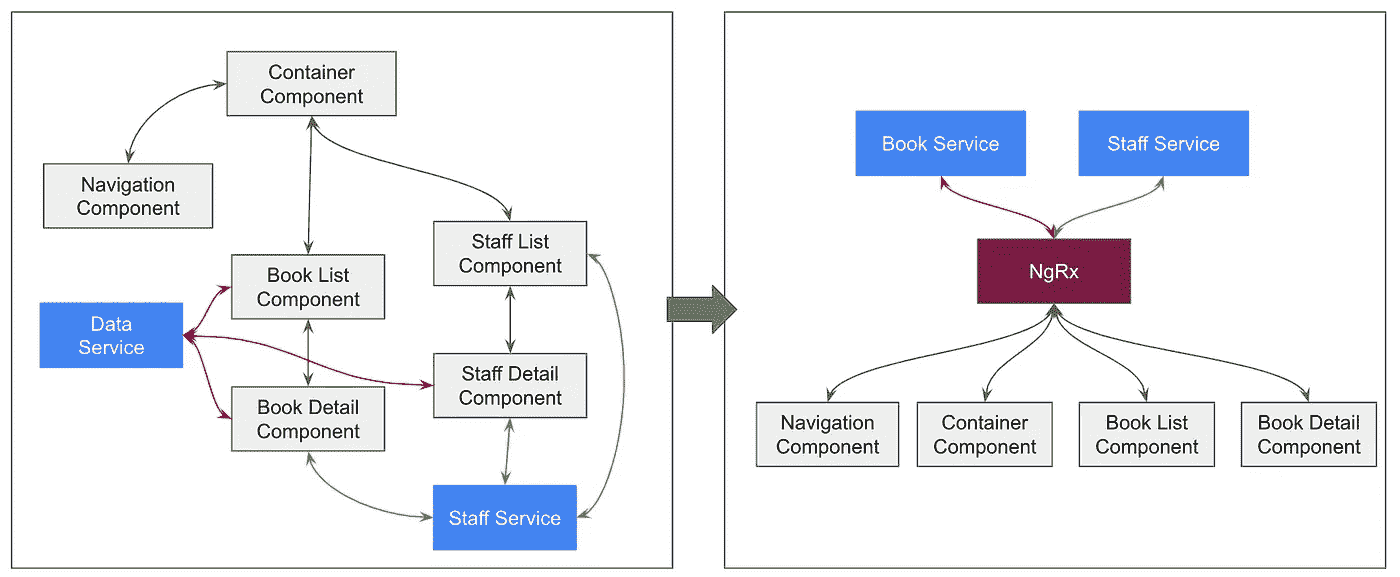 Container
Component
Navigation
Component
Staff List
Component
Book List
Component
Data
Service
Staff Detail
Component
Book Detail
Component
Staff Service
Book Service
Staff Service
NgRx
Navigation
Component
Container
Component
Book List
Component
Book Detail
Component